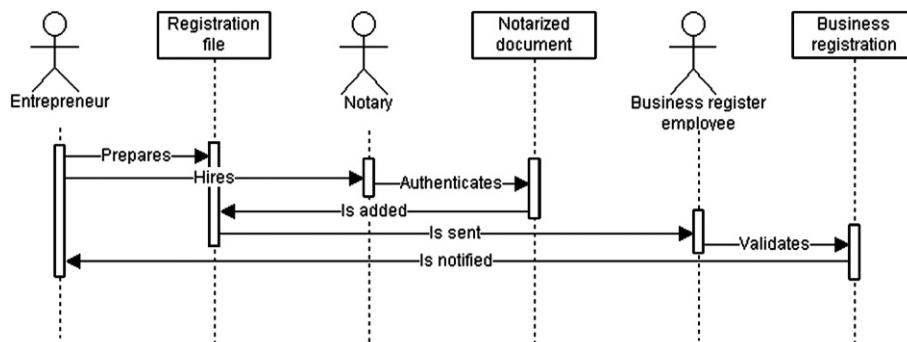 Registration
file
Notarized
document
Business
registration
Entrepreneur
Notary
Business register
employee
Prepares
Hires
Authenticates
Is added
Is sent
Validates
Is notified